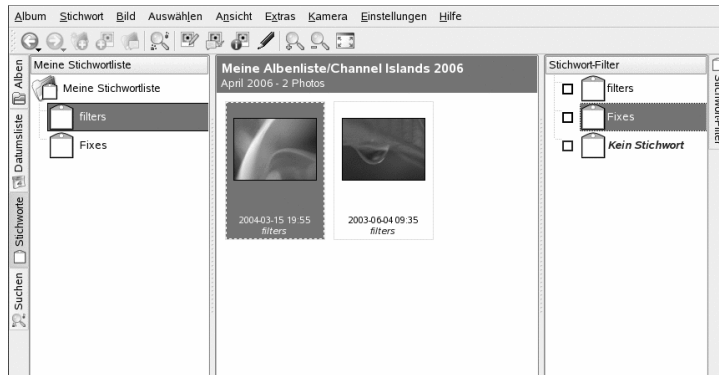 Album Stichwort Bild Auswählen Ansicht Extras Kamera Einstellungen Hilfe
Alben
Datumsliste
Stichworte
Suchen
Meine Stichwortliste
Meine Stichwortliste
filters
Fixes
Meine Albenliste/Channel Islands 2006
April 2006 - 2 Photos
2004-03-15 19:55
filters
2003-06-04 09:35
filters
Stichwort-Filter
filters
Fixes
Kein Stichwort
Stichwort-Filter